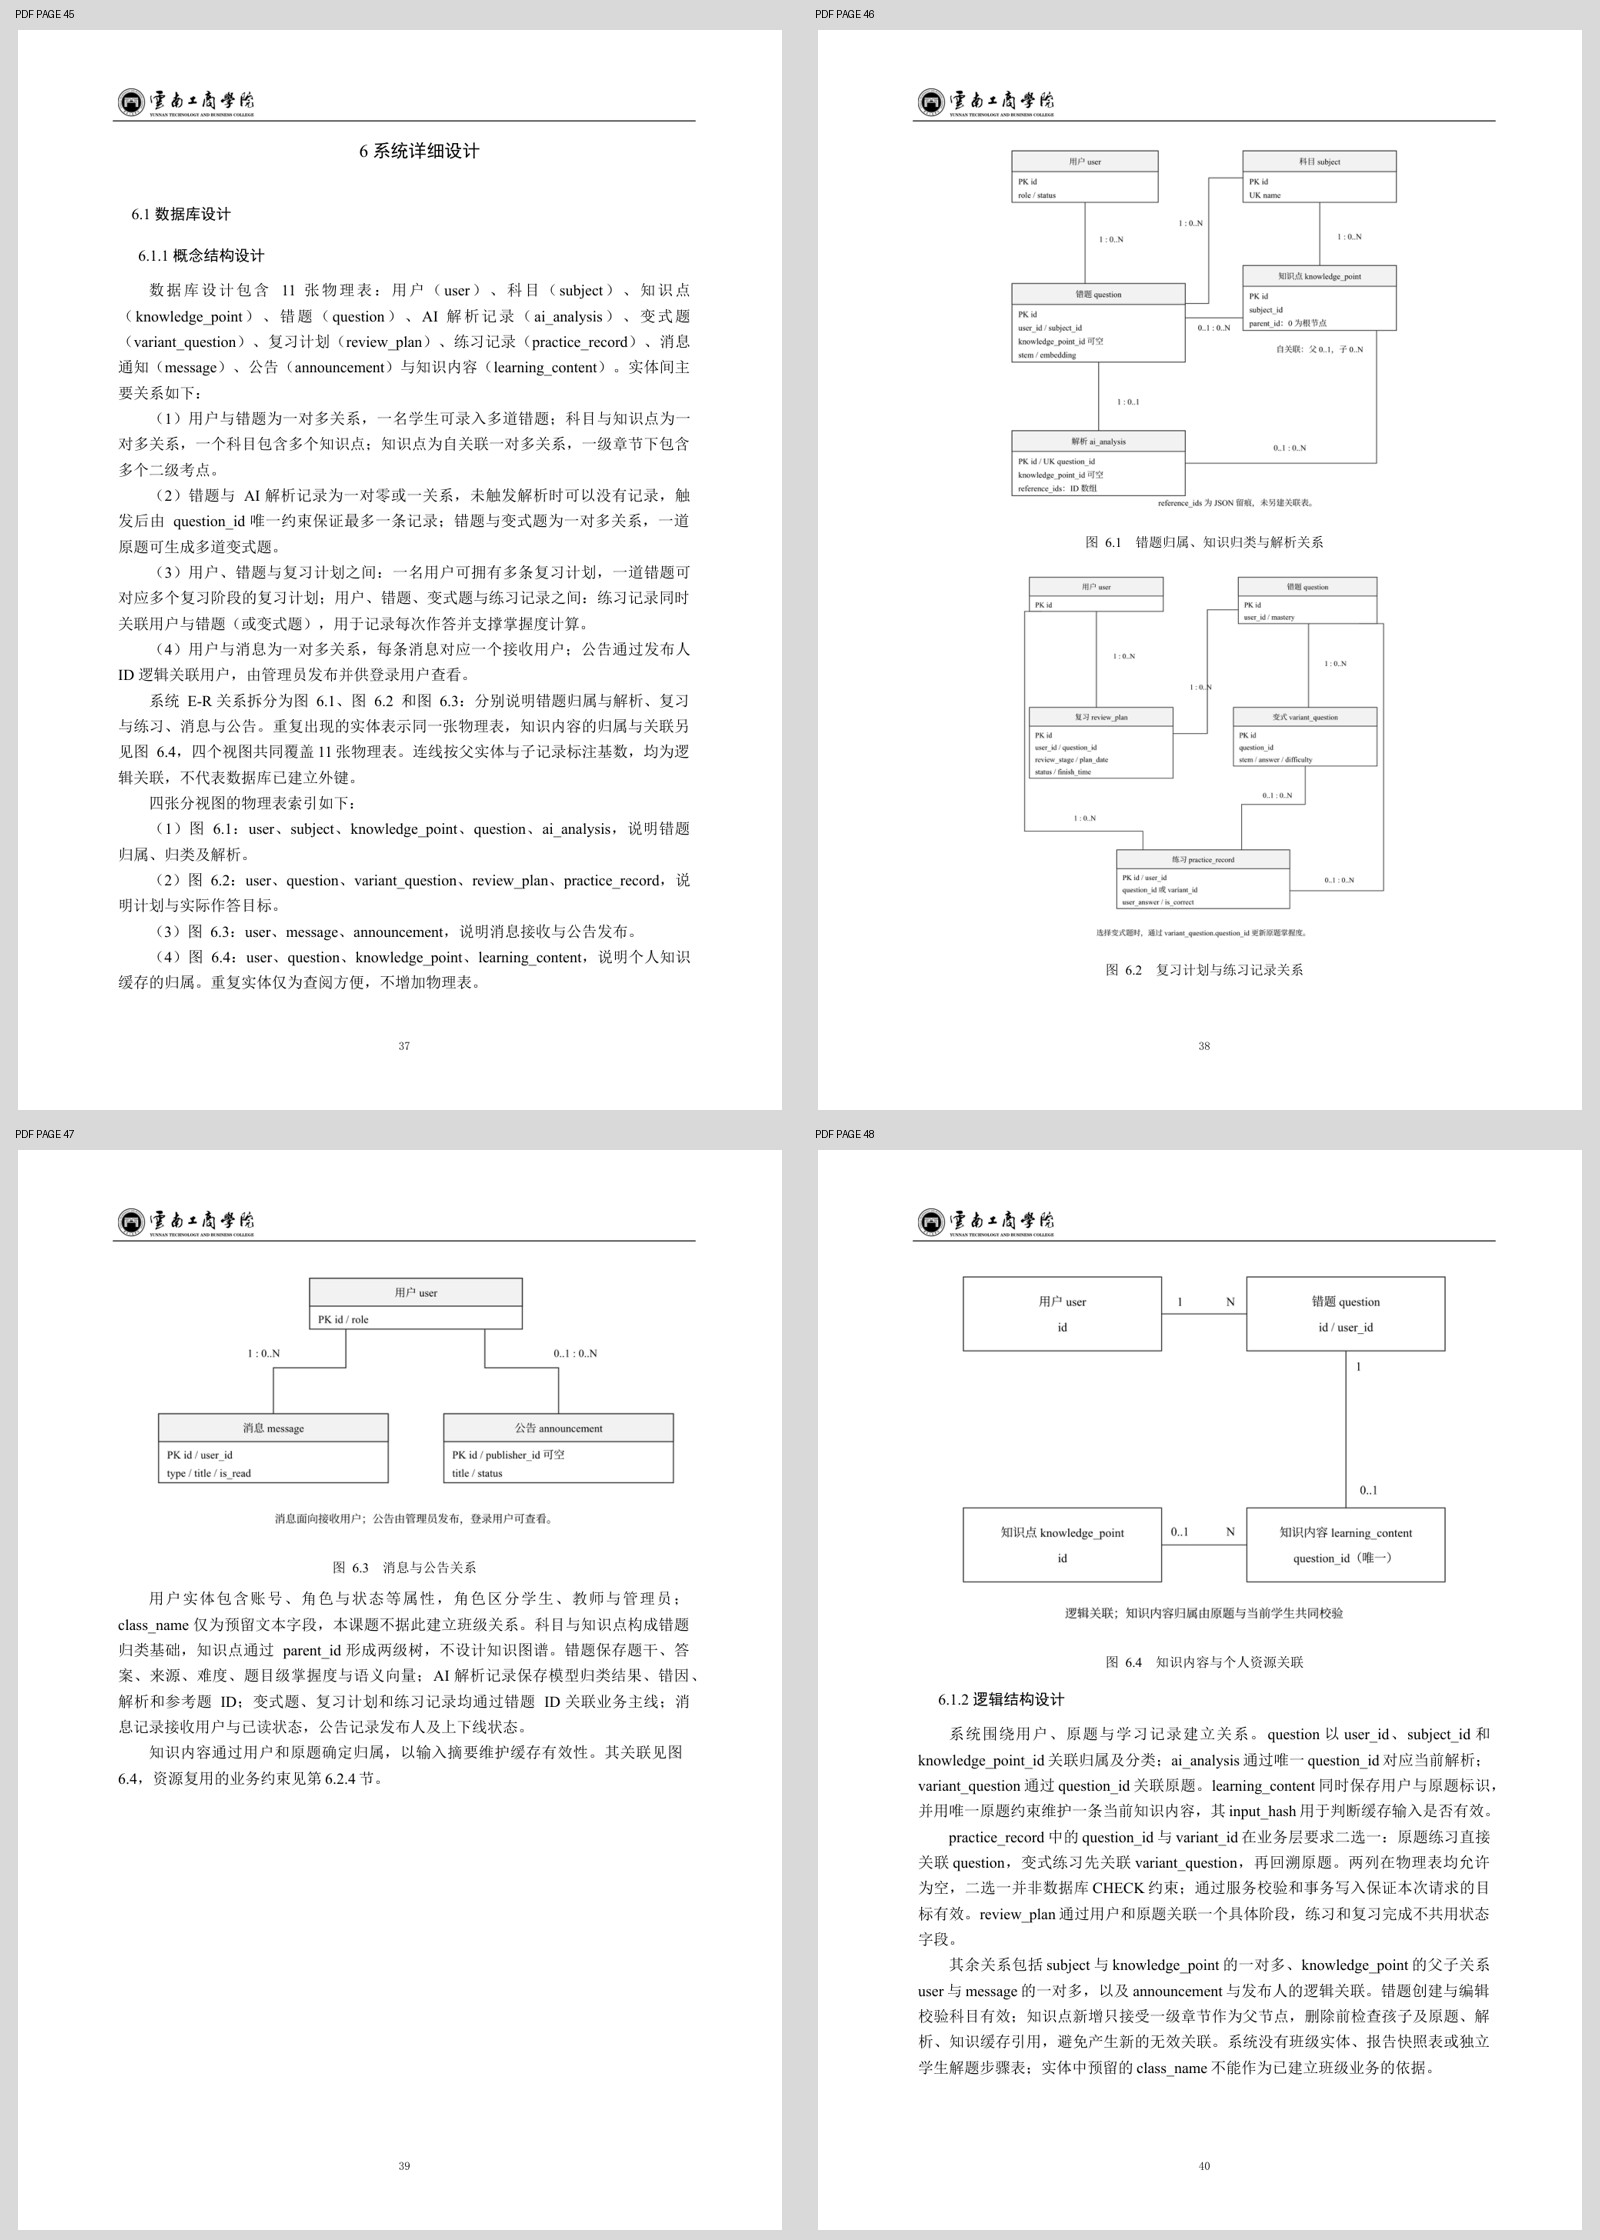 PDF PAGE 45
雲南工商學院
YUNNAN TECHNOLOGY AND BUSINESS COLLEGE
6 系统详细设计
6.1 数据库设计
6.1.1 概念结构设计
数据库设计包含 11 张物理表：用户（user）、科目（subject）、知识点
（knowledge_point）、错题（question）、AI 解析记录（ai_analysis）、变式题
（variant_question）、复习计划（review_plan）、练习记录（practice_record）、消息
通知（message）、公告（announcement）与知识内容（learning_content）。实体间主
要关系如下：
（1）用户与错题为一对多关系，一名学生可录入多道错题；科目与知识点为一
对多关系，一个科目包含多个知识点；知识点为自关联一对多关系，一级章节下包含
多个二级考点。
（2）错题与 AI 解析记录为一对零或一关系，未触发解析时可以没有记录，触
发后由 question_id 唯一约束保证最多一条记录；错题与变式题为一对多关系，一道
原题可生成多道变式题。
（3）用户、错题与复习计划之间：一名用户可拥有多条复习计划，一道错题可
对应多个复习阶段的复习计划；用户、错题、变式题与练习记录之间：练习记录同时
关联用户与错题（或变式题），用于记录每次作答并支撑掌握度计算。
（4）用户与消息为一对多关系，每条消息对应一个接收用户；公告通过发布人
ID 逻辑关联用户，由管理员发布并供登录用户查看。
系统 E-R 关系拆分为图 6.1、图 6.2 和图 6.3：分别说明错题归属与解析、复习
与练习、消息与公告。重复出现的实体表示同一张物理表，知识内容的归属与关联另
见图 6.4，四个视图共同覆盖 11 张物理表。连线按父实体与子记录标注基数，均为逻
辑关联，不代表数据库已建立外键。
四张分视图的物理表索引如下：
（1）图 6.1：user、subject、knowledge_point、question、ai_analysis，说明错题
归属、归类及解析。
（2）图 6.2：user、question、variant_question、review_plan、practice_record，说
明计划与实际作答目标。
（3）图 6.3：user、message、announcement，说明消息接收与公告发布。
（4）图 6.4：user、question、knowledge_point、learning_content，说明个人知识
缓存的归属。重复实体仅为查阅方便，不增加物理表。
37
PDF PAGE 46
雲南工商學院
YUNNAN TECHNOLOGY AND BUSINESS COLLEGE
用户 user
PK id
role / status
科目 subject
PK id
UK name
1 : 0..N
1 : 0..N
1 : 0..N
知识点 knowledge_point
PK id
subject_id
parent_id：0 为根节点
错题 question
PK id
user_id / subject_id
knowledge_point_id 可空
stem / embedding
0..1 : 0..N
自关联：父 0..1，子 0..N
1 : 0..1
解析 ai_analysis
PK id / UK question_id
knowledge_point_id 可空
reference_ids：ID 数组
0..1 : 0..N
reference_ids 为 JSON 留痕，未另建关联表。
图 6.1 错题归属、知识归类与解析关系
用户 user
PK id
错题 question
PK id
user_id / mastery
1 : 0..N
1 : 0..N
1 : 0..N
复习 review_plan
PK id
user_id / question_id
review_stage / plan_date
status / finish_time
变式 variant_question
PK id
question_id
stem / answer / difficulty
0..1 : 0..N
1 : 0..N
练习 practice_record
PK id / user_id
question_id 或 variant_id
user_answer / is_correct
0..1 : 0..N
选择变式题时，通过 variant_question.question_id 更新原题掌握度。
图 6.2 复习计划与练习记录关系
38
PDF PAGE 47
雲南工商學院
YUNNAN TECHNOLOGY AND BUSINESS COLLEGE
用户 user
PK id / role
1 : 0..N
0..1 : 0..N
消息 message
PK id / user_id
type / title / is_read
公告 announcement
PK id / publisher_id 可空
title / status
消息面向接收用户；公告由管理员发布，登录用户可查看。
图 6.3 消息与公告关系
用户实体包含账号、角色与状态等属性，角色区分学生、教师与管理员；
class_name 仅为预留文本字段，本课题不据此建立班级关系。科目与知识点构成错题
归类基础，知识点通过 parent_id 形成两级树，不设计知识图谱。错题保存题干、答
案、来源、难度、题目级掌握度与语义向量；AI 解析记录保存模型归类结果、错因、
解析和参考题 ID；变式题、复习计划和练习记录均通过错题 ID 关联业务主线；消
息记录接收用户与已读状态，公告记录发布人及上下线状态。
知识内容通过用户和原题确定归属，以输入摘要维护缓存有效性。其关联见图
6.4，资源复用的业务约束见第 6.2.4 节。
39
PDF PAGE 48
雲南工商學院
YUNNAN TECHNOLOGY AND BUSINESS COLLEGE
用户 user
id
1 N
错题 question
id / user_id
1
0..1
知识点 knowledge_point
id
0..1 N
知识内容 learning_content
question_id（唯一）
逻辑关联；知识内容归属由原题与当前学生共同校验
图 6.4 知识内容与个人资源关联
6.1.2 逻辑结构设计
系统围绕用户、原题与学习记录建立关系。question 以 user_id、subject_id 和
knowledge_point_id 关联归属及分类；ai_analysis 通过唯一 question_id 对应当前解析；
variant_question 通过 question_id 关联原题。learning_content 同时保存用户与原题标识，
并用唯一原题约束维护一条当前知识内容，其 input_hash 用于判断缓存输入是否有效。
practice_record 中的 question_id 与 variant_id 在业务层要求二选一：原题练习直接
关联 question，变式练习先关联 variant_question，再回溯原题。两列在物理表均允许
为空，二选一并非数据库 CHECK 约束；通过服务校验和事务写入保证本次请求的目
标有效。review_plan 通过用户和原题关联一个具体阶段，练习和复习完成不共用状态
字段。
其余关系包括 subject 与 knowledge_point 的一对多、knowledge_point 的父子关系
user 与 message 的一对多，以及 announcement 与发布人的逻辑关联。错题创建与编辑
校验科目有效；知识点新增只接受一级章节作为父节点，删除前检查孩子及原题、解
析、知识缓存引用，避免产生新的无效关联。系统没有班级实体、报告快照表或独立
学生解题步骤表；实体中预留的 class_name 不能作为已建立班级业务的依据。
40